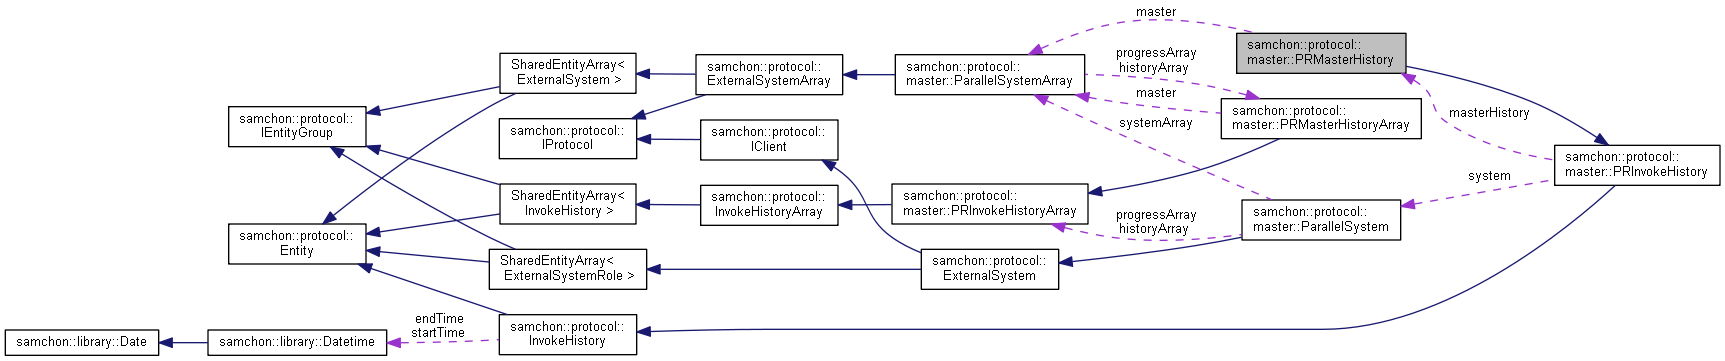 master
samchon::protocol::
master::PRMasterHistory
SharedEntityArray<
ExternalSystem >
samchon::protocol::
ExternalSystemArray
samchon::protocol::
master::ParallelSystemArray
progressArray
historyArray
master
systemArray
samchon::protocol::
master::PRMasterHistoryArray
masterHistory
samchon::protocol::
IEntityGroup
samchon::protocol::
IProtocol
samchon::protocol::
IClient
samchon::protocol::
master::PRInvokeHistory
system
SharedEntityArray<
InvokeHistory >
samchon::protocol::
InvokeHistoryArray
samchon::protocol::
master::PRInvokeHistoryArray
progressArray
historyArray
samchon::protocol::
master::ParallelSystem
samchon::protocol::
Entity
SharedEntityArray<
ExternalSystemRole >
samchon::protocol::
ExternalSystem
endTime
startTime
samchon::protocol::
InvokeHistory
samchon::library::Date
samchon::library::Datetime